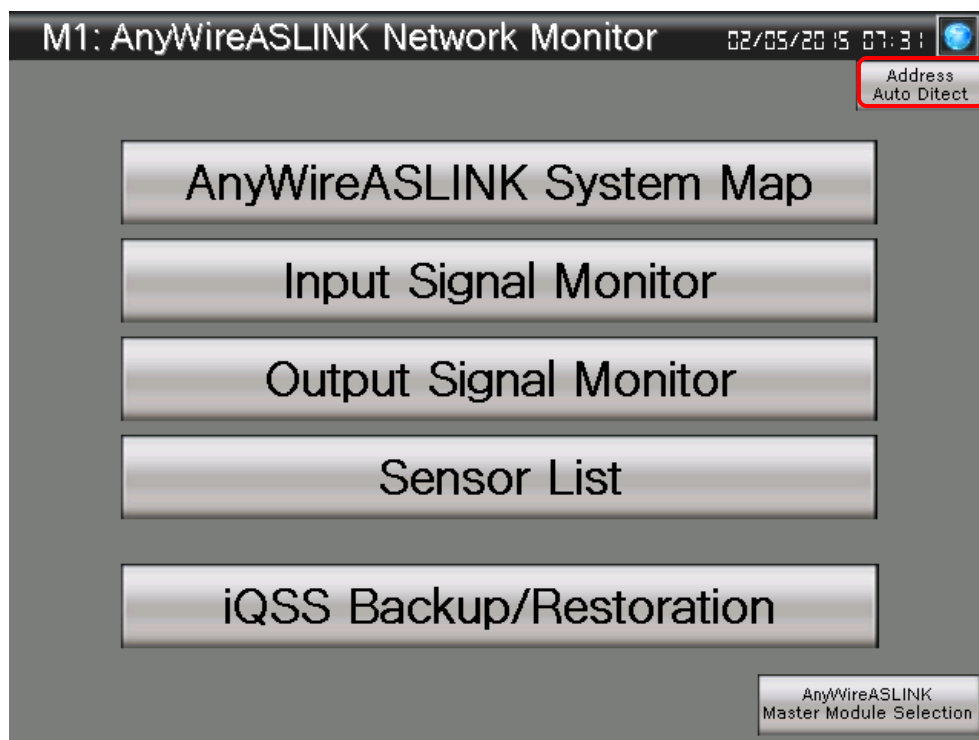 M1: AnyWireASLINK Network Monitor
02/05/2015 07:31
Address
Auto Ditect
AnyWireASLINK System Map
Input Signal Monitor
Output Signal Monitor
Sensor List
iQSS Backup/Restoration
AnyWireASLINK
Master Module Selection